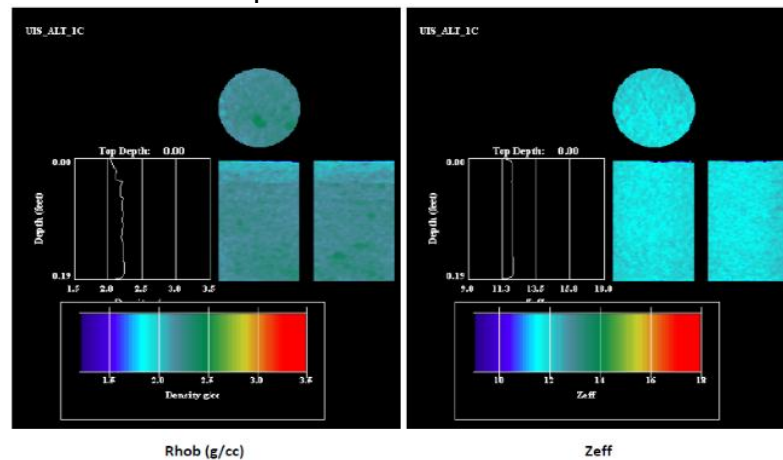 UIS_ALT_1C
Top Depth: 0.00
0.00
Depth (feet)
0.19
1.5 2.0 2.5 3.0 3.5
1.5 2.0 2.5 3.0 3.5
Density g/cc
Rhob (g/cc)
UIS_ALT_1C
Top Depth: 0.00
0.00
Depth (feet)
0.19
9.0 11.3 13.5 15.8 18.0
Zeff
10 12 14 16 18
Zeff
Zeff